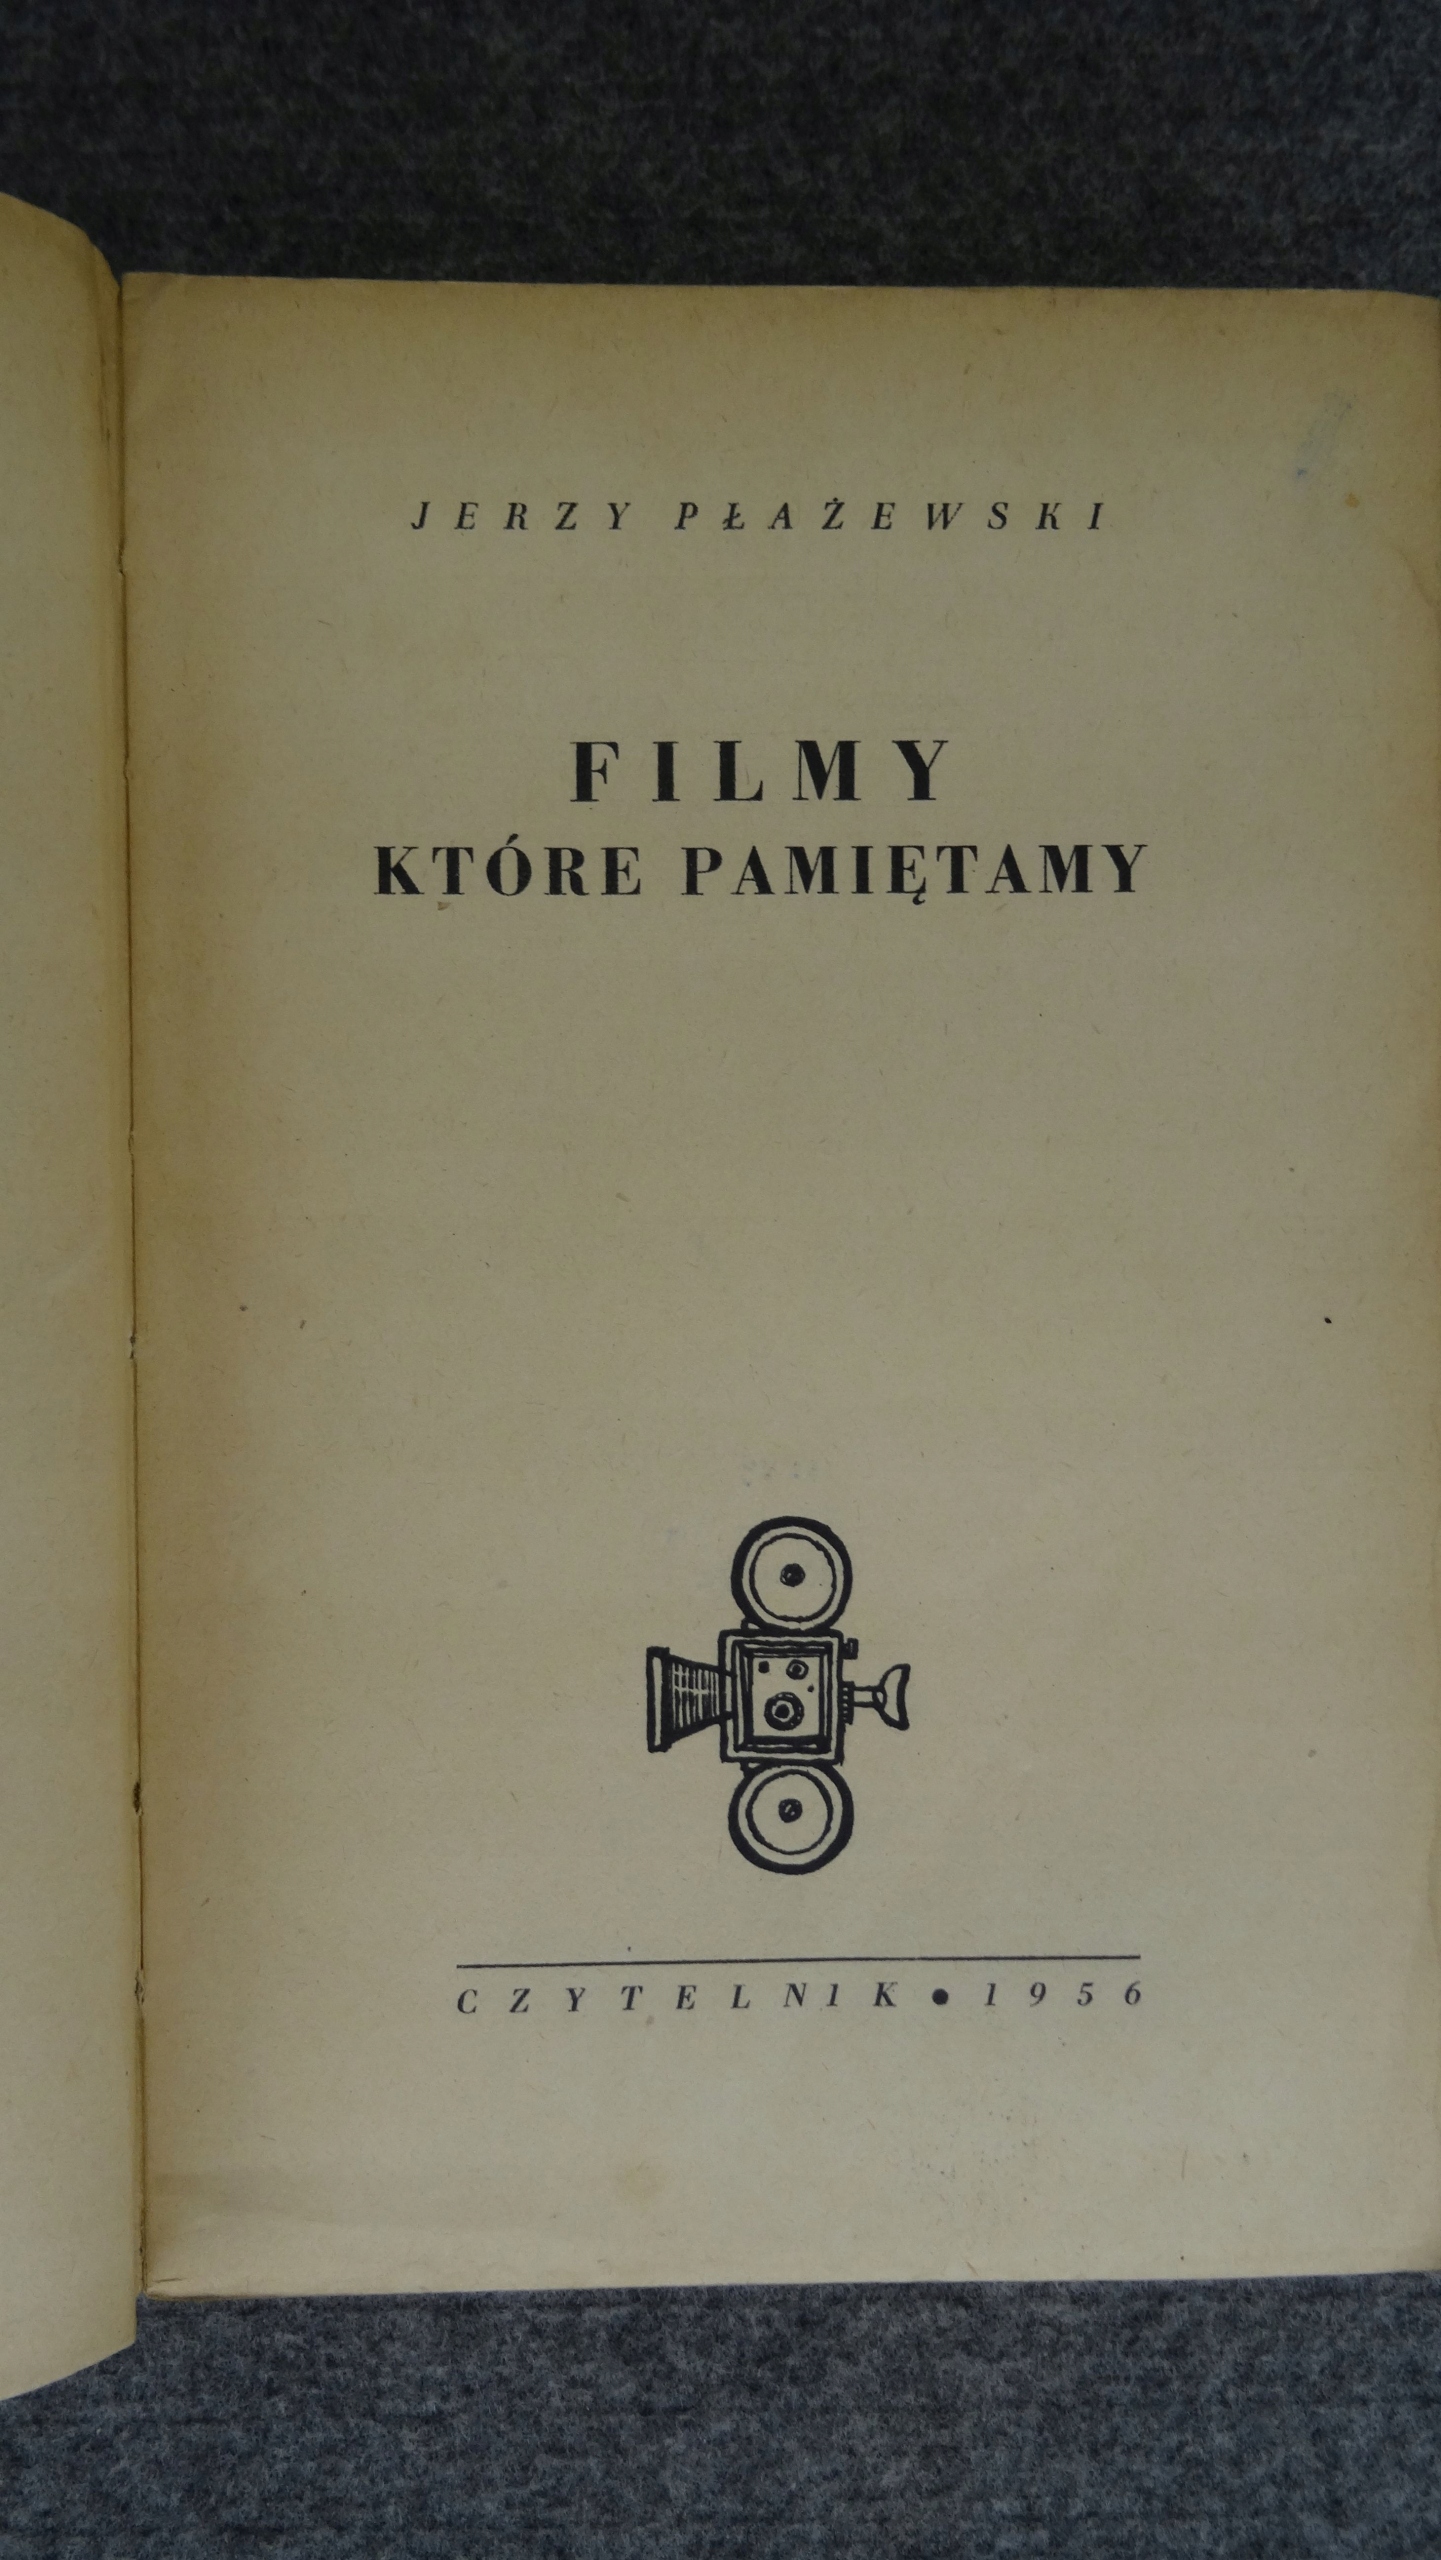 JERZY PŁAŻEWSKI
FILMY
KTÓRE PAMIĘTAMY
CZYTELNIK • 1956